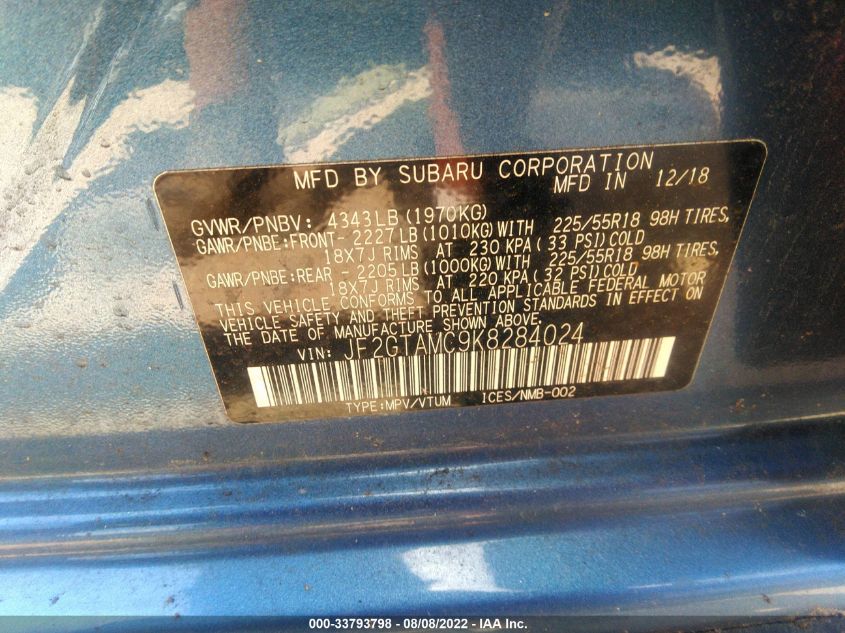 MFD BY SUBARU CORPORATION
MFD IN 12/18
GVWR/PNBV: 4343LB (1970KG)
GAWR/PNBE:FRONT- 2227LB(1010KG)WITH 225/55R18 98H TIRES,
18X7J RIMS AT 230 KPA( 33 PSI)COLD
GAWR/PNBE:REAR - 2205LB(1000KG)WITH 225/55R18 98H TIRES,
18X7J RIMS AT 220 KPA( 32 PSI)COLD
THIS VEHICLE CONFORMS TO ALL APPLICABLE FEDERAL MOTOR
VEHICLE SAFETY AND THEFT PREVENTION STANDARDS IN EFFECT ON
THE DATE OF MANUFACTURE SHOWN ABOVE.
VIN: JF2GTAMC9K8284024
TYPE:MPV/VTUM ICES/NMB-002
000-33793798 - 08/08/2022 - IAA Inc.